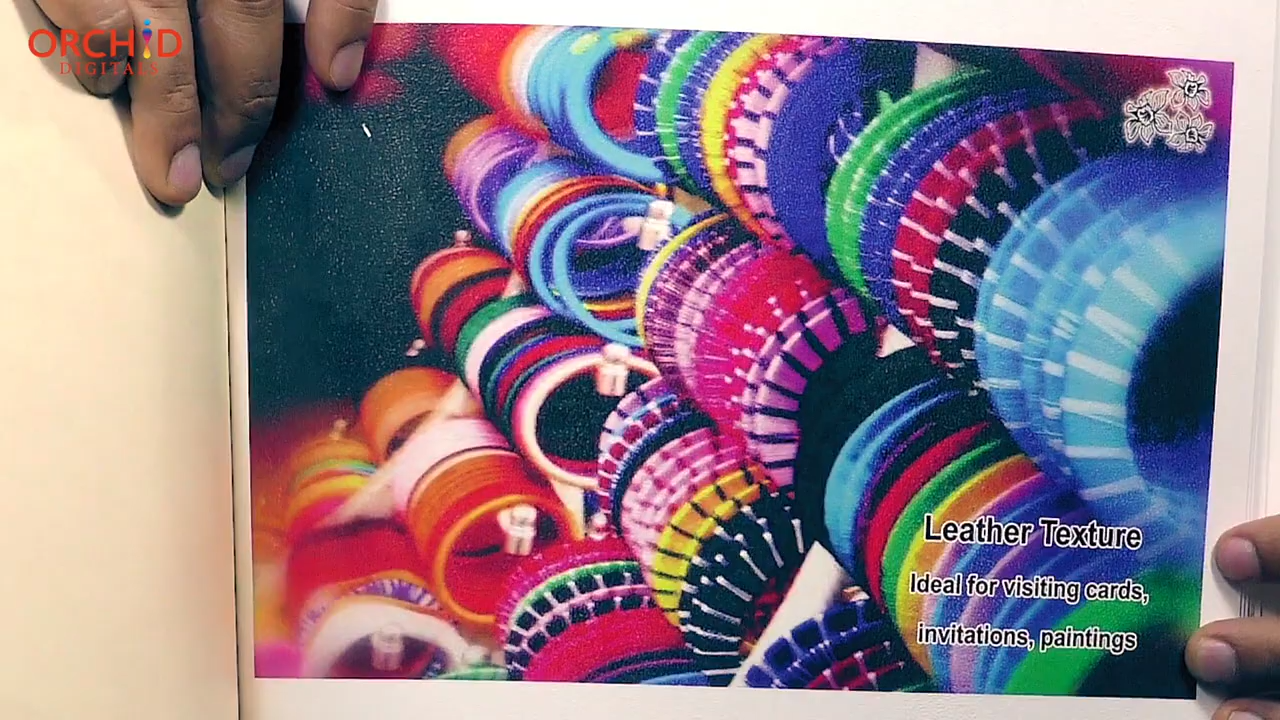 ORCHiD
DIGITALS
Leather Texture
Ideal for visiting cards,
invitations, paintings